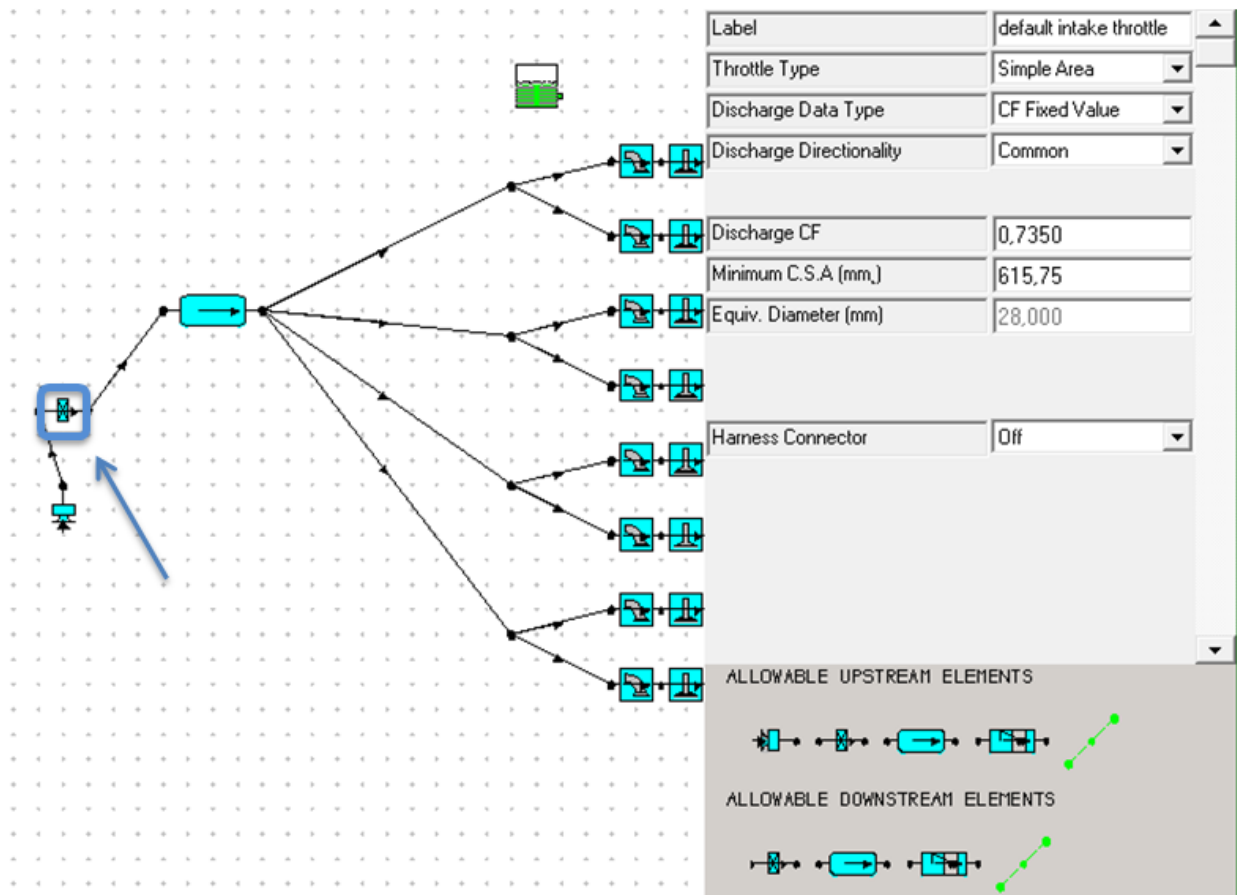 Label default intake throttle
Throttle Type Simple Area
Discharge Data Type CF Fixed Value
Discharge Directionality Common
Discharge CF 0,7350
Minimum C.S.A (mm,) 615,75
Equiv. Diameter (mm) 28,000
Harness Connector Off
ALLOWABLE UPSTREAM ELEMENTS
ALLOWABLE DOWNSTREAM ELEMENTS